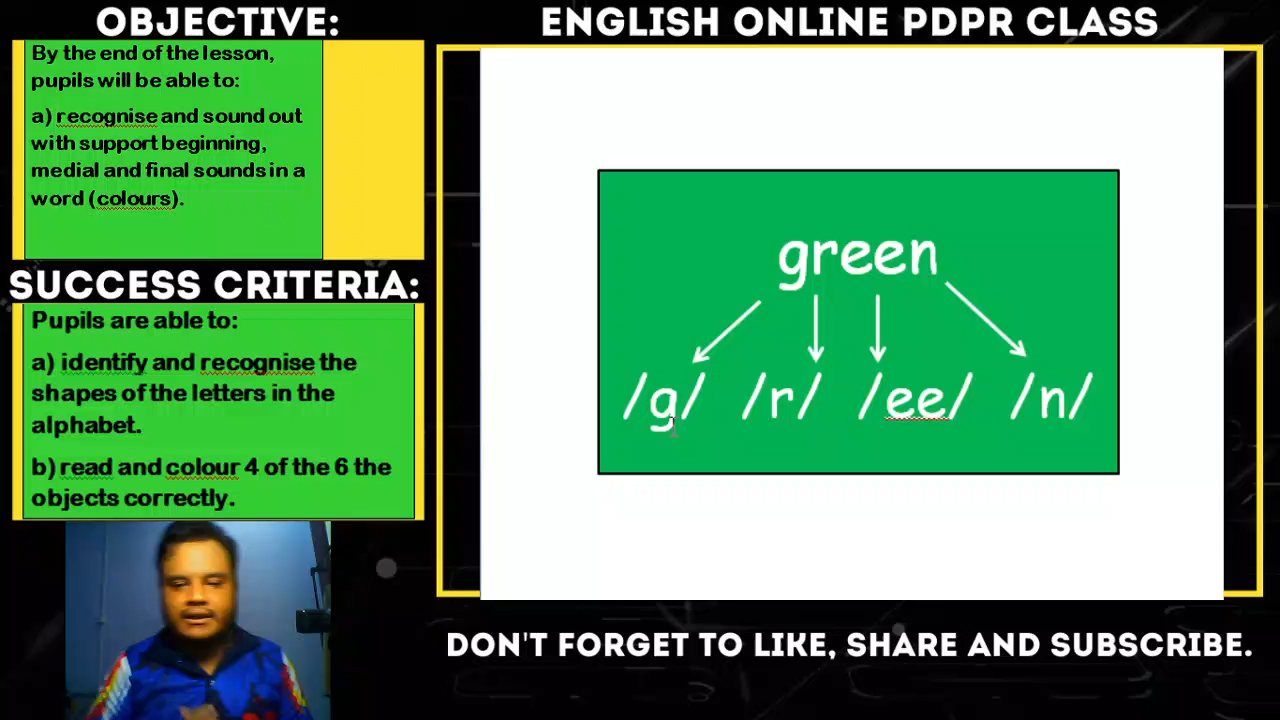 OBJECTIVE:
By the end of the lesson,
pupils will be able to:
a) recognise and sound out
with support beginning,
medial and final sounds in a
word (colours).
SUCCESS CRITERIA:
Pupils are able to:
a) identify and recognise the
shapes of the letters in the
alphabet.
b) read and colour 4 of the 6 the
objects correctly.
ENGLISH ONLINE PDPR CLASS
green
/g/ /r/ /ee/ /n/
DON'T FORGET TO LIKE, SHARE AND SUBSCRIBE.